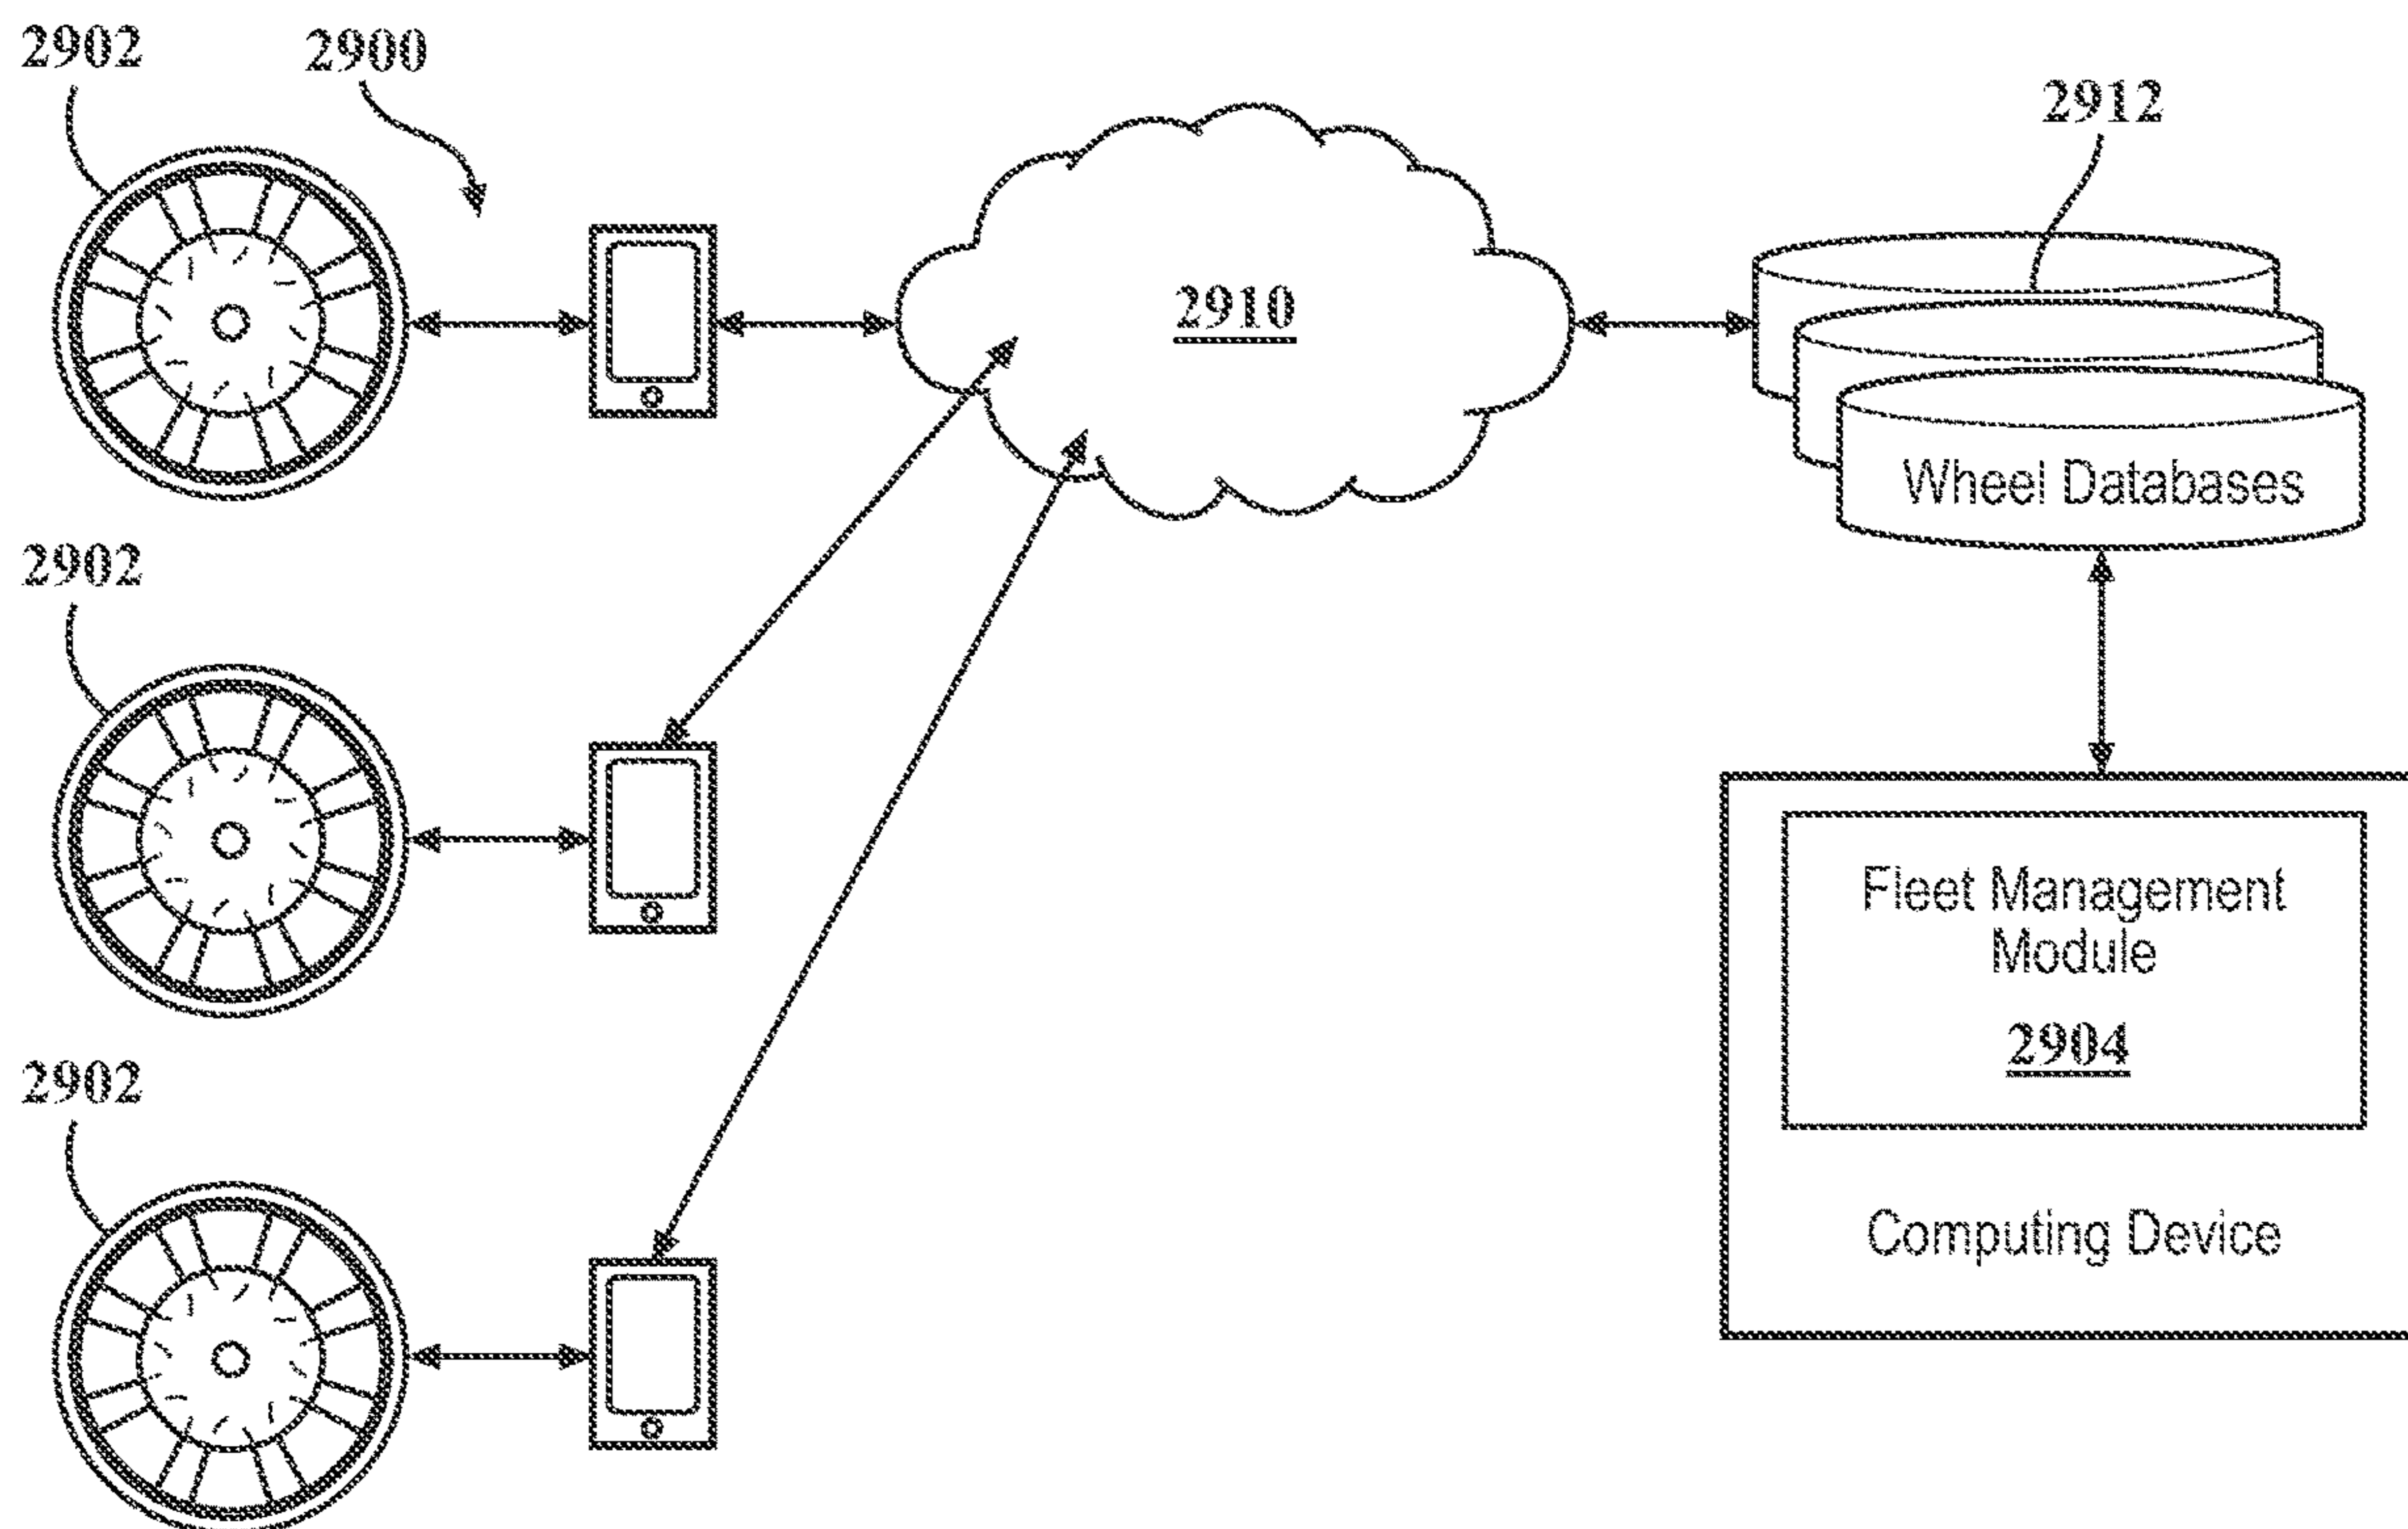 2902
2900
2912
2910
Wheel Databases
2902
Fleet Management
Module
2904
2902
Computing Device